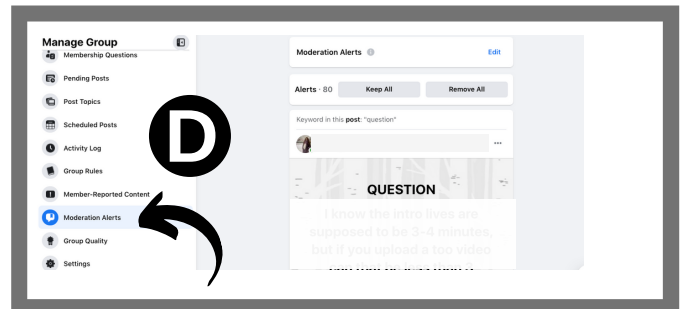 Manage Group
Membership Questions
Pending Posts
Post Topics
Scheduled Posts
Activity Log
Group Rules
Member-Reported Content
Moderation Alerts
Group Quality
Settings
D
Moderation Alerts
Edit
Alerts · 80
Keep All
Remove All
Keyword in this post: "question"
QUESTION
I know the intro lives are
supposed to be 3-4 minutes,
but if you upload a too video